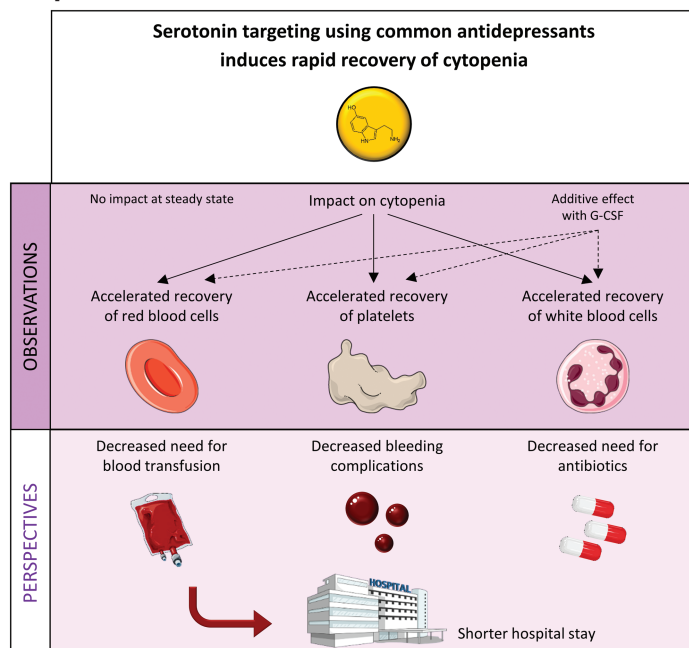 Serotonin targeting using common antidepressants
induces rapid recovery of cytopenia
HO
HN
NH₂
OBSERVATIONS
No impact at steady state
Impact on cytopenia
Additive effect
with G-CSF
Accelerated recovery
of red blood cells
Accelerated recovery
of platelets
Accelerated recovery
of white blood cells
PERSPECTIVES
Decreased need for
blood transfusion
Decreased bleeding
complications
Decreased need for
antibiotics
HOSPITAL
Shorter hospital stay